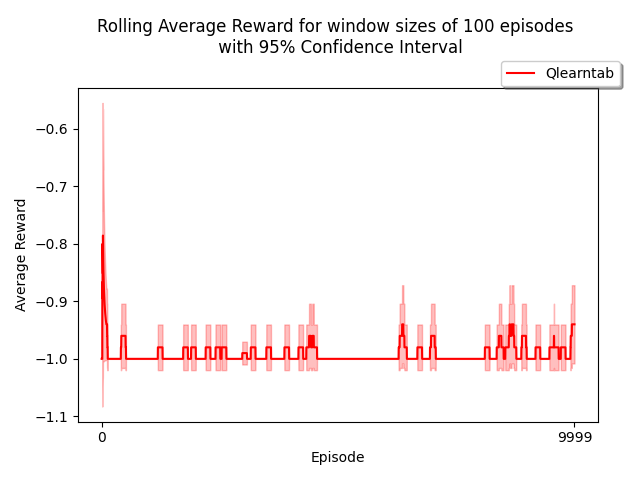 Rolling Average Reward for window sizes of 100 episodes
with 95% Confidence Interval
Qlearntab
−0.6
−0.7
−0.8
−0.9
−1.0
−1.1
Average Reward
0 9999
Episode